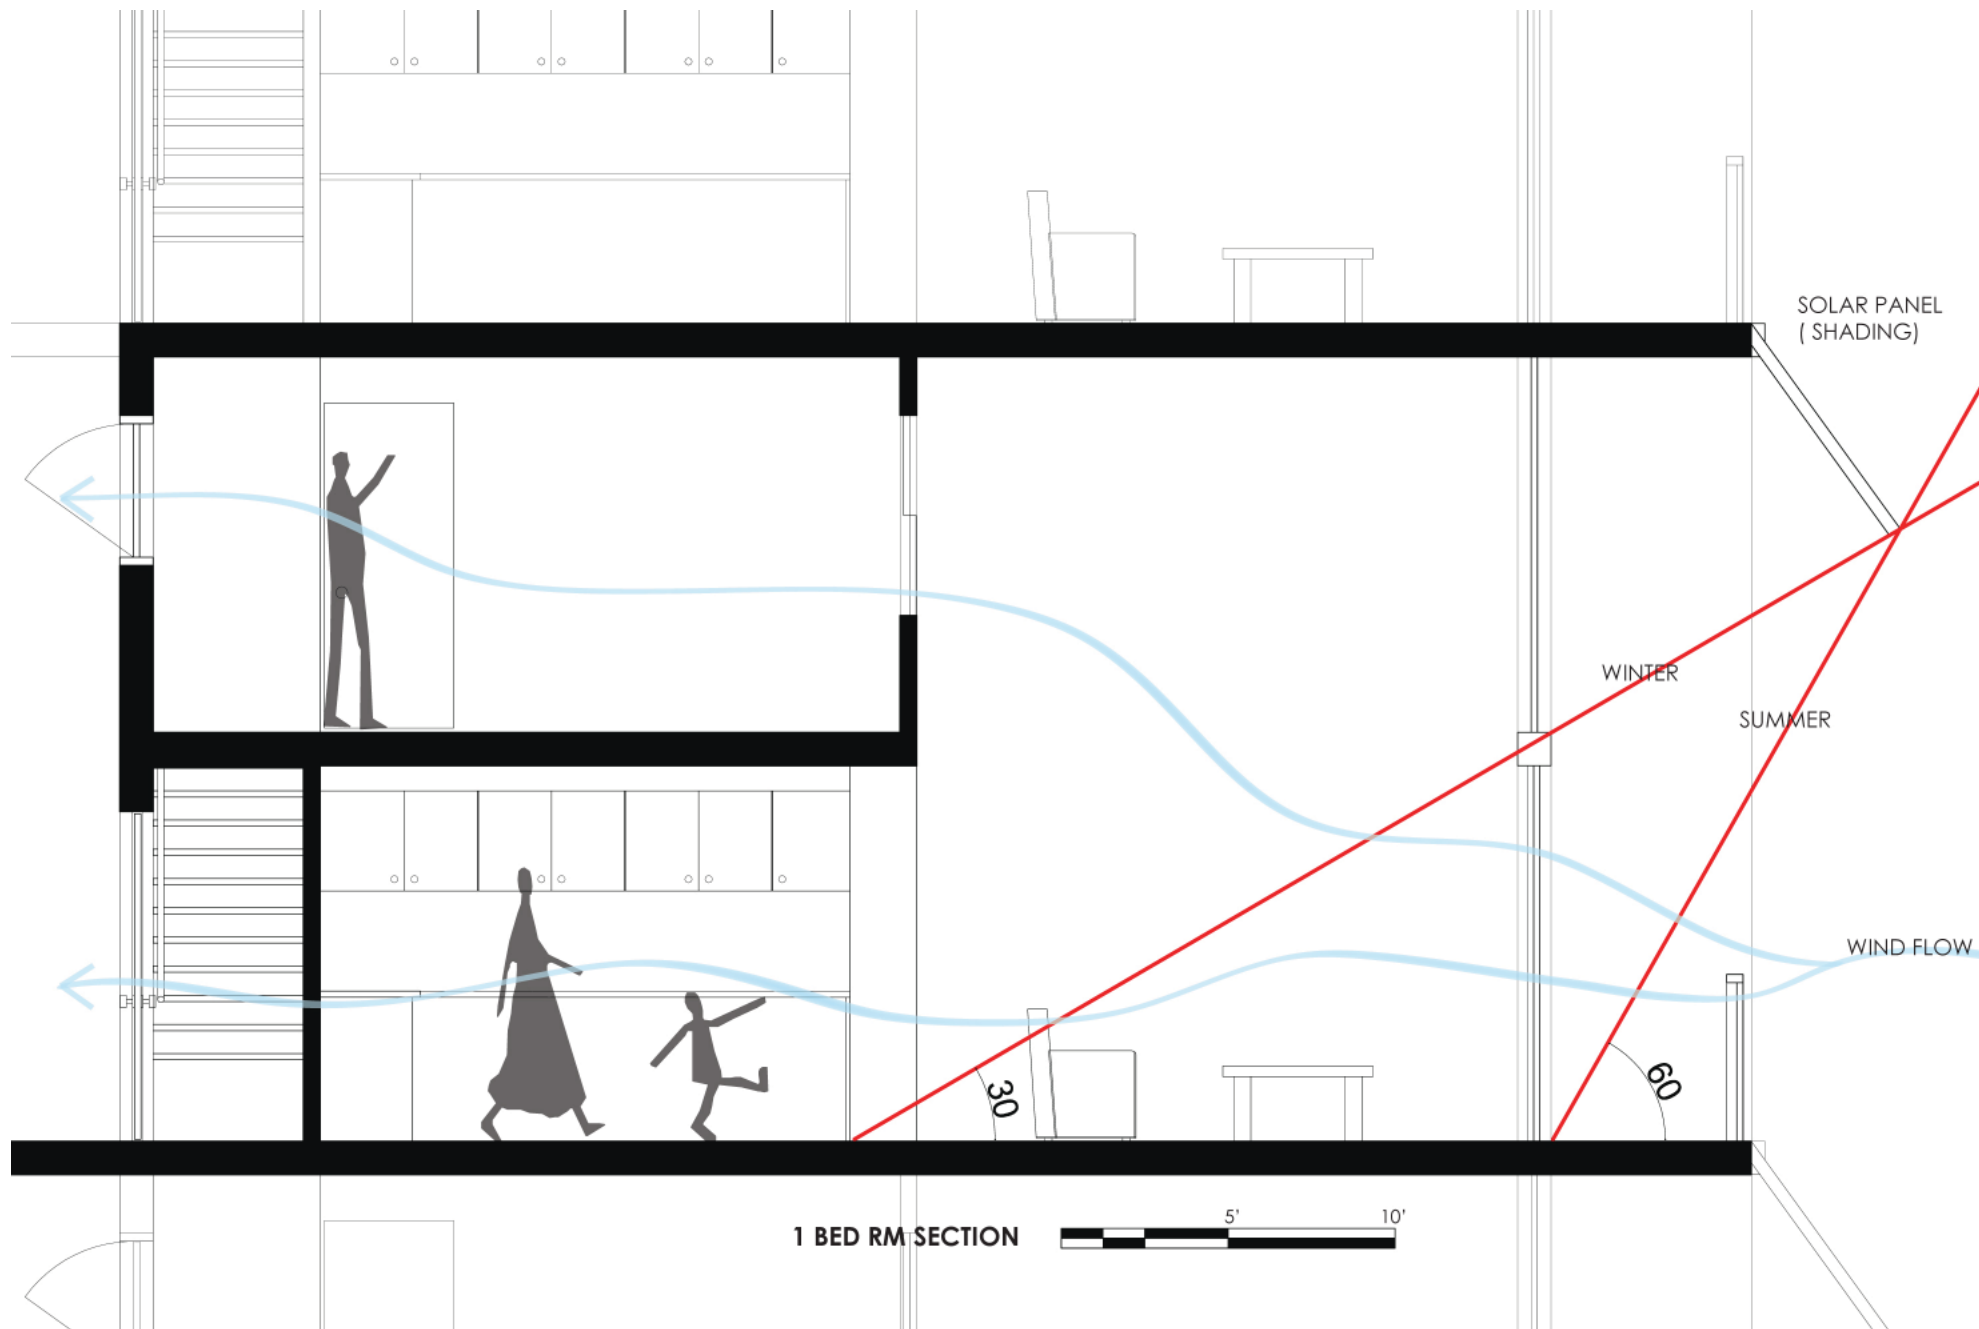 SOLAR PANEL
( SHADING)
WINTER
SUMMER
WIND FLOW
30
60
1 BED RM SECTION
5' 10'